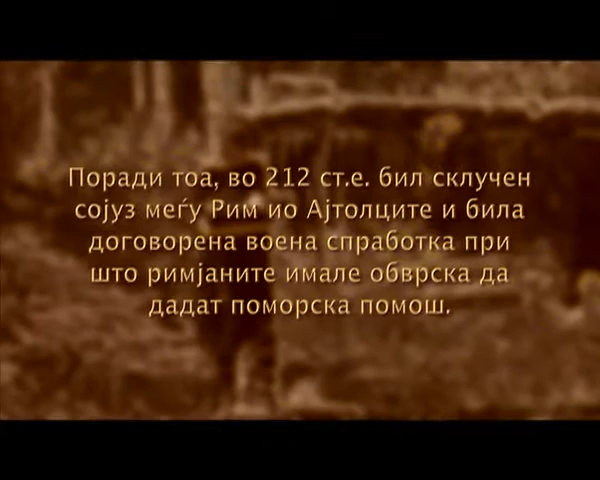 Поради тоа, во 212 ст.е. бил склучен
сојуз меѓу Рим ио Ајтолците и била
договорена воена спработка при
што римјаните имале обврска да
дадат поморска помош.